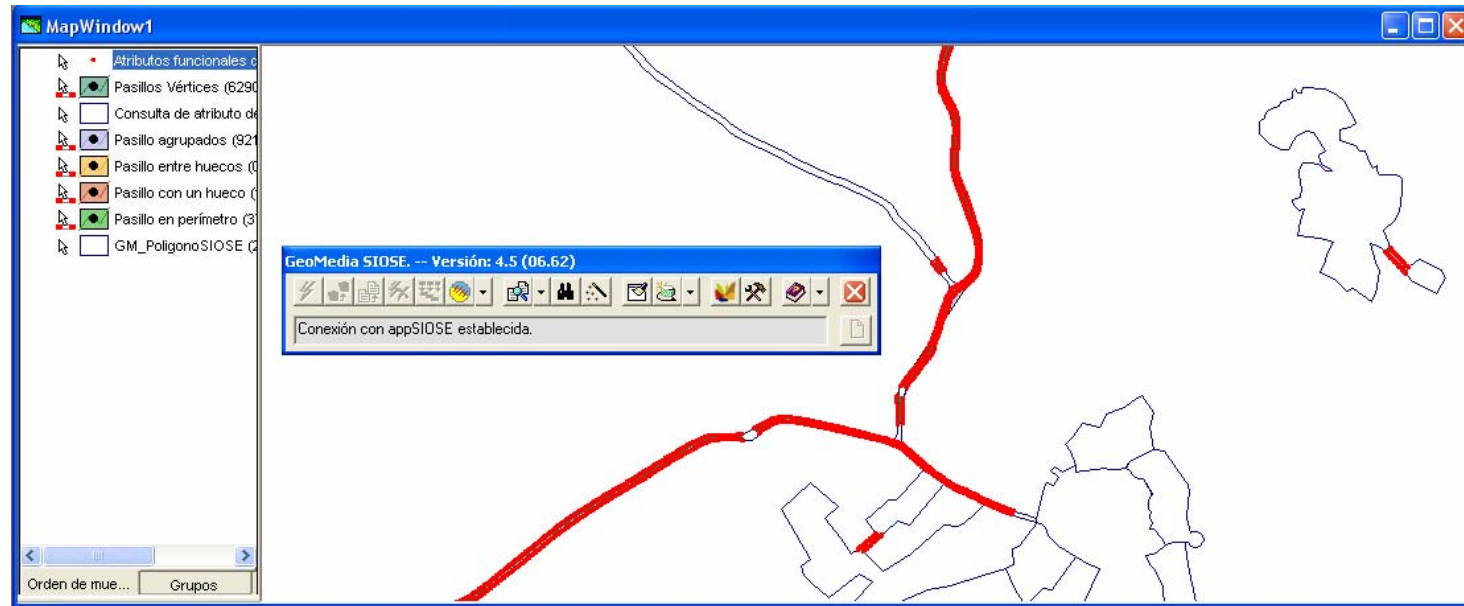 MapWindow1
Atributos funcionales
Pasillos Vértices (6290
Consulta de atributo de
Pasillo agrupados (921
Pasillo entre huecos (
Pasillo con un hueco (
Pasillo en perímetro (3
GM_PoligonoSIOSE (2
GeoMedia SIOSE. -- Versión: 4.5 (06.62)
Conexión con appSIOSE establecida.
Orden de mue...
Grupos